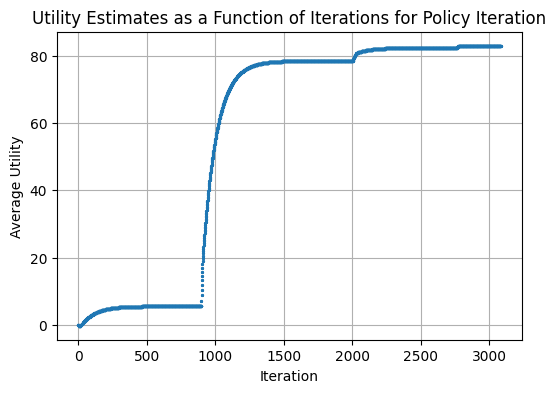 Utility Estimates as a Function of Iterations for Policy Iteration
Average Utility
80
60
40
20
0
0 500 1000 1500 2000 2500 3000
Iteration